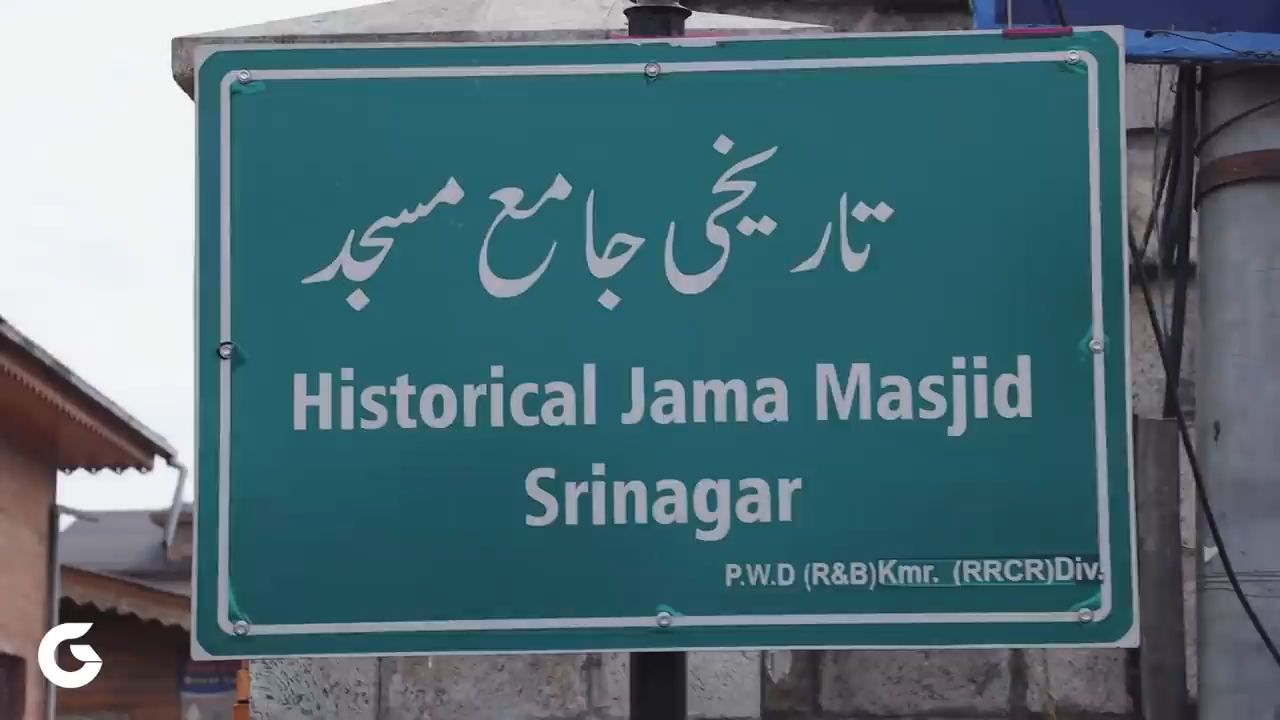 تاریخی جامع مسجد
Historical Jama Masjid
Srinagar
P.W.D (R&B)Kmr. (RRCR)Div.